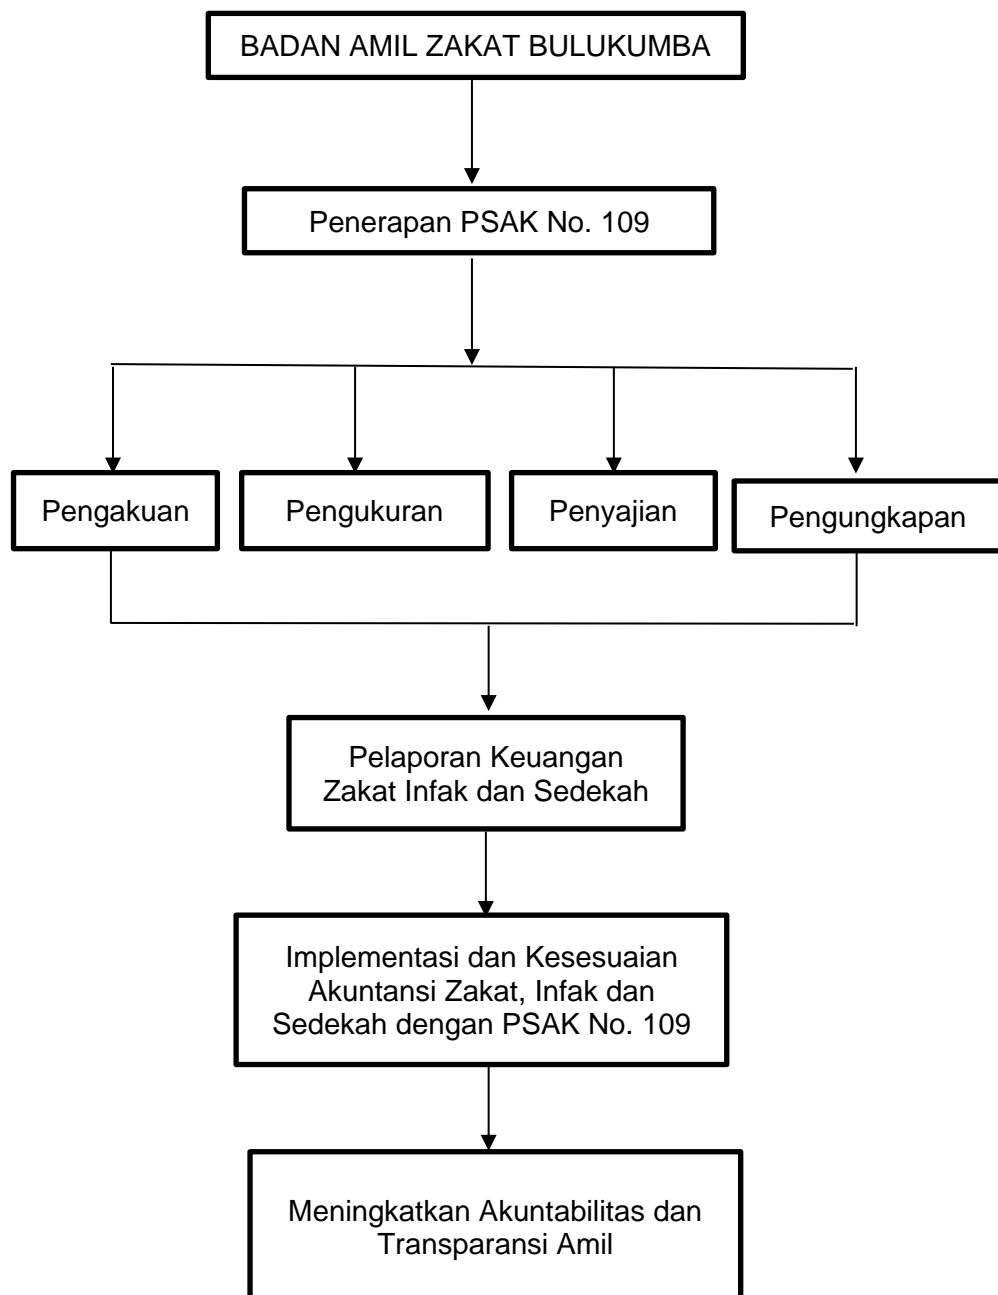 BADAN AMIL ZAKAT BULUKUMBA
Penerapan PSAK No. 109
Pengakuan
Pengukuran
Penyajian
Pengungkapan
Pelaporan Keuangan
Zakat Infak dan Sedekah
Implementasi dan Kesesuaian
Akuntansi Zakat, Infak dan
Sedekah dengan PSAK No. 109
Meningkatkan Akuntabilitas dan
Transparansi Amil